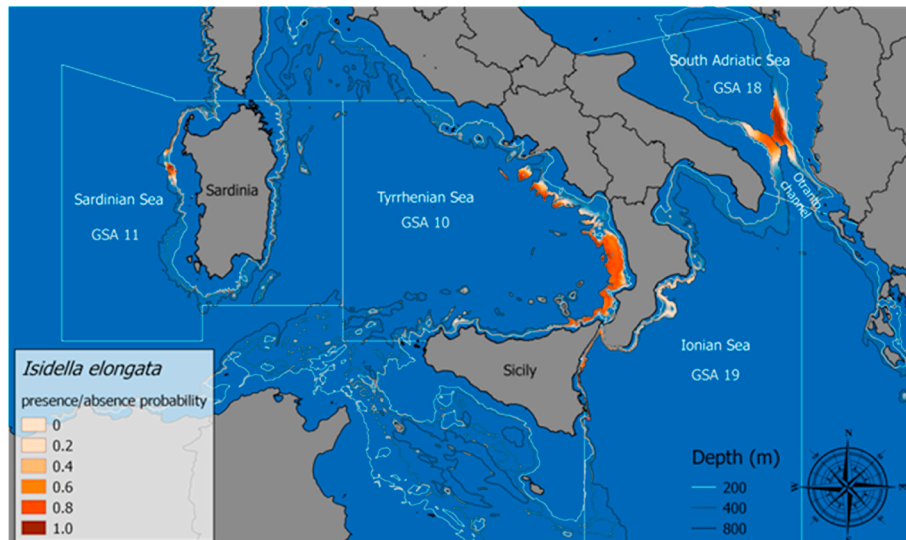 South Adriatic Sea
GSA 18
Otranto
channel
Sardinia
Sardinian Sea
GSA 11
Tyrrhenian Sea
GSA 10
Ionian Sea
GSA 19
Sicily
Isidella elongata
presence/absence probability
0
0.2
0.4
0.6
0.8
1.0
Depth (m)
200
400
800
N
W